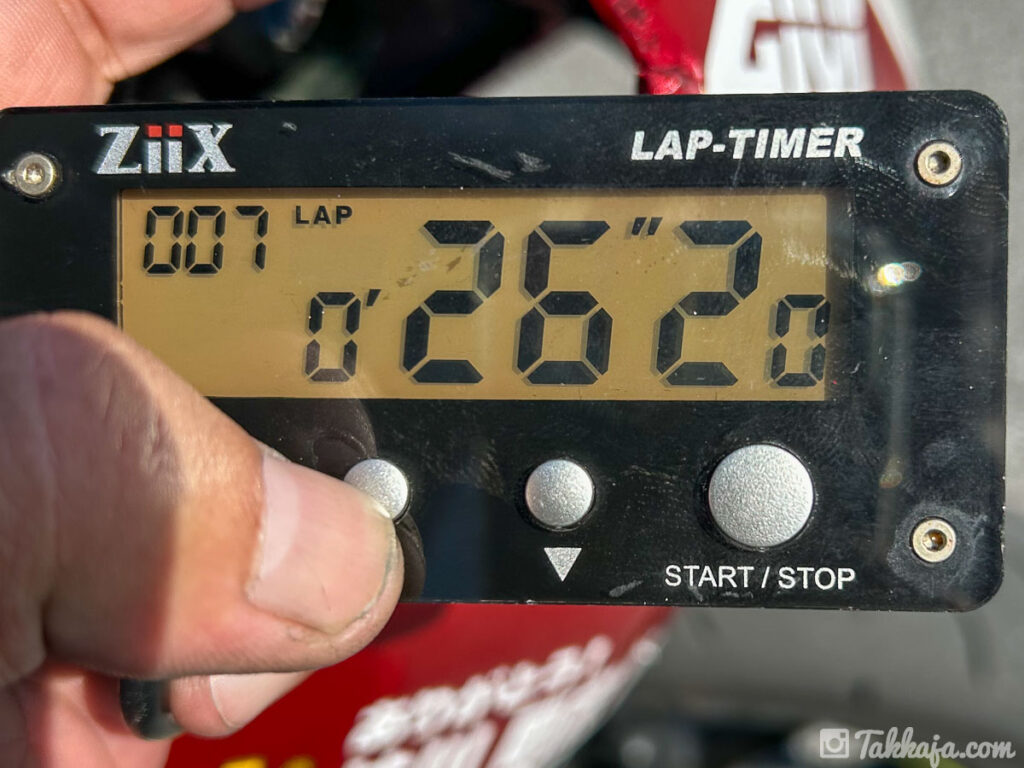 ZiiX
LAP-TIMER
007 LAP
0'26"20
START / STOP
Takkaja.com